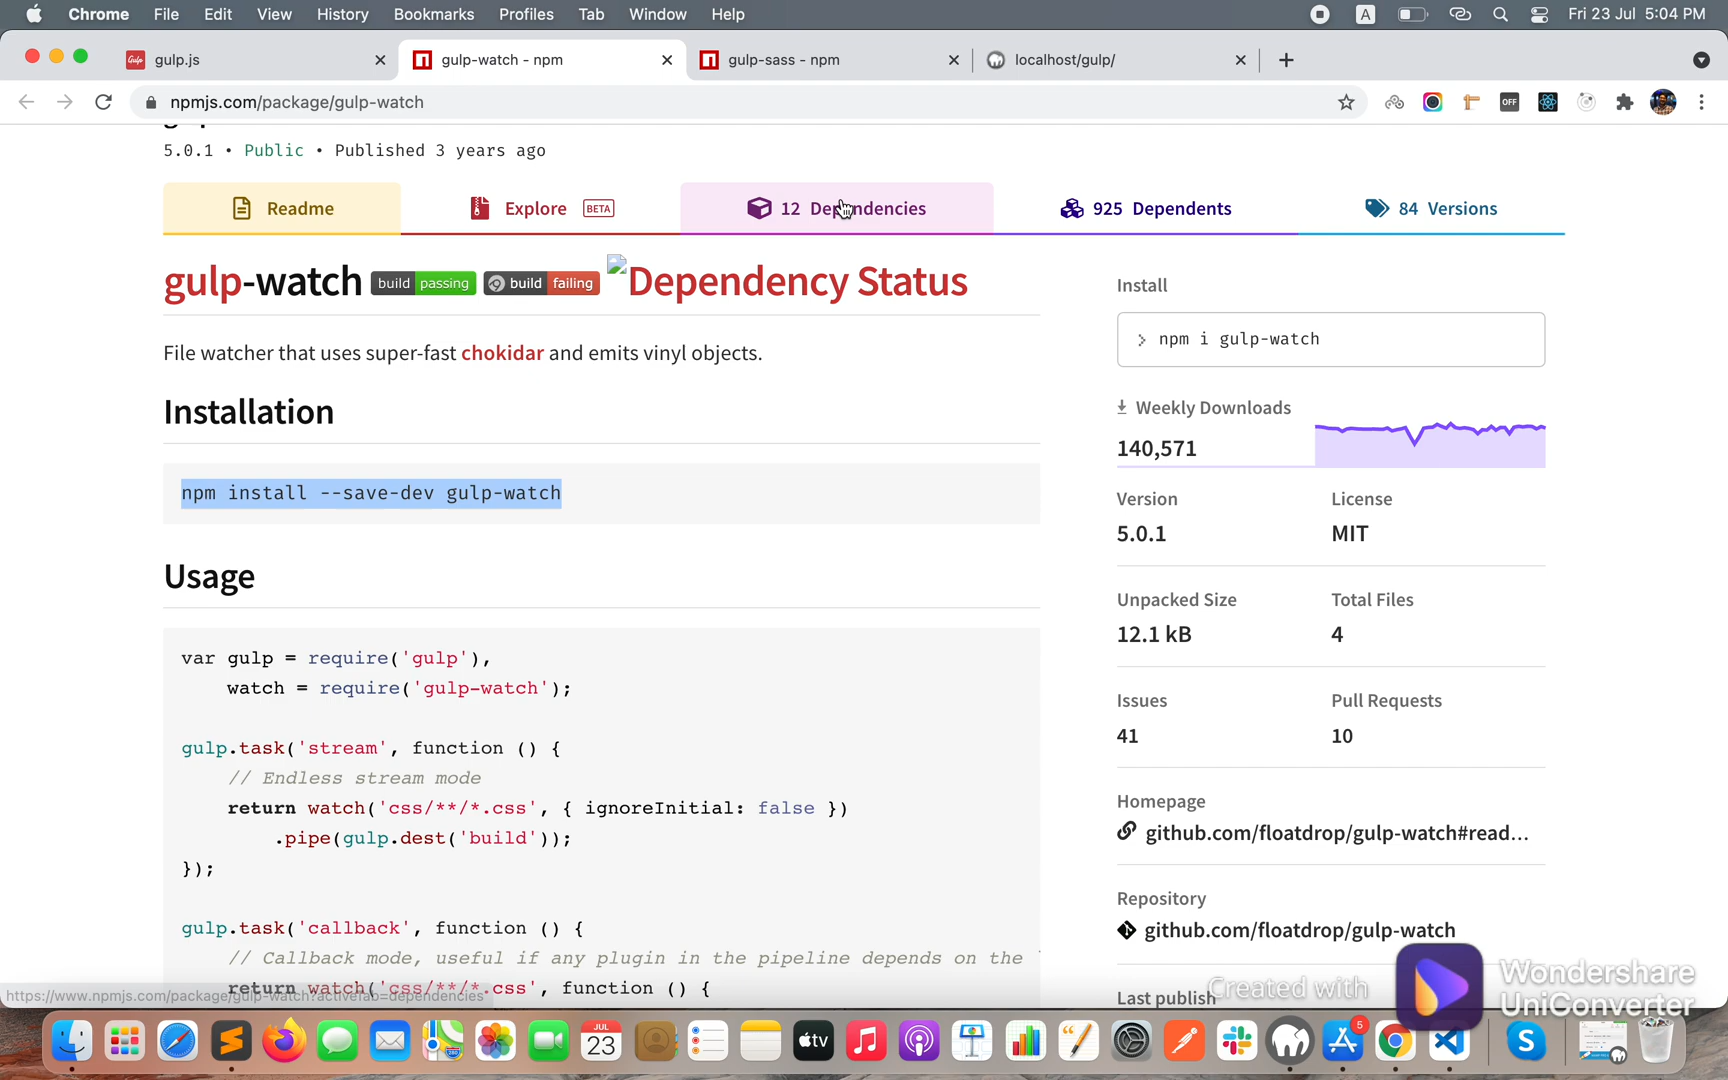 Chrome File Edit View History Bookmarks Profiles Tab Window Help A Fri 23 Jul 5:04 PM
gulp.js gulp-watch - npm gulp-sass - npm localhost/gulp/
npmjs.com/package/gulp-watch OFF
5.0.1 • Public • Published 3 years ago
Readme Explore BETA 12 Dependencies 925 Dependents 84 Versions
gulp-watch build passing build failing Dependency Status
Install
> npm i gulp-watch
File watcher that uses super-fast chokidar and emits vinyl objects.
Weekly Downloads
140,571
Installation
npm install --save-dev gulp-watch
Version License
5.0.1 MIT
Usage
Unpacked Size Total Files
12.1 kB 4
var gulp = require('gulp'),
    watch = require('gulp-watch');
Issues Pull Requests
41 10
gulp.task('stream', function () {
    // Endless stream mode
    return watch('css/**/*.css', { ignoreInitial: false })
        .pipe(gulp.dest('build'));
});
Homepage
github.com/floatdrop/gulp-watch#read...
Repository
github.com/floatdrop/gulp-watch
gulp.task('callback', function () {
    // Callback mode, useful if any plugin in the pipeline depends on the
    return watch('css/**/*.css', function () {
Last publish
https://www.npmjs.com/package/gulp-watch?activeTab=dependencies
Created with Wondershare
UniConverter
JUL
23
tv
5